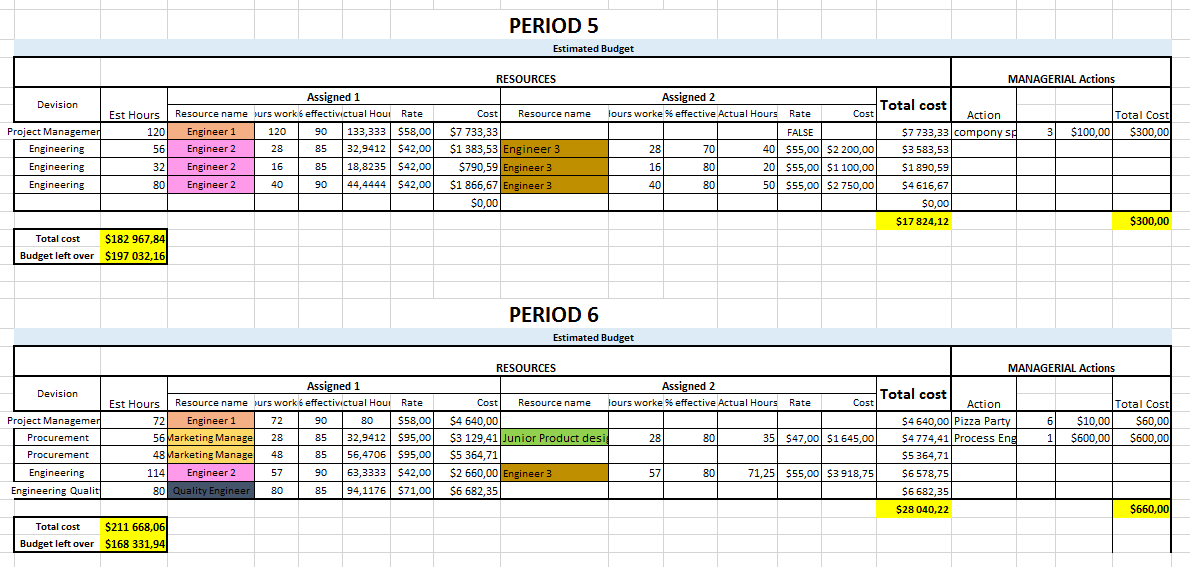 PERIOD 5
Estimated Budget
RESOURCES MANAGERIAL Actions
Assigned 1 Assigned 2
Devision Est Hours Resource name ours work % effectiv ctual Hour Rate Cost Resource name Hours worke % effective Actual Hours Rate Cost Total cost Action Total Cost
Project Managemer 120 Engineer 1 120 90 133,333 $58,00 $7 733,33 FALSE $7 733,33 compony sp 3 $100,00 $300,00
Engineering 56 Engineer 2 28 85 32,9412 $42,00 $1 383,53 Engineer 3 28 70 40 $55,00 $2 200,00 $3 583,53
Engineering 32 Engineer 2 16 85 18,8235 $42,00 $790,59 Engineer 3 16 80 20 $55,00 $1 100,00 $1 890,59
Engineering 80 Engineer 2 40 90 44,4444 $42,00 $1 866,67 Engineer 3 40 80 50 $55,00 $2 750,00 $4 616,67
$0,00 $0,00
$17 824,12 $300,00
Total cost $182 967,84
Budget left over $197 032,16
PERIOD 6
Estimated Budget
RESOURCES MANAGERIAL Actions
Assigned 1 Assigned 2
Devision Est Hours Resource name ours work % effectiv ctual Hour Rate Cost Resource name Hours worke % effective Actual Hours Rate Cost Total cost Action Total Cost
Project Managemer 72 Engineer 1 72 90 80 $58,00 $4 640,00 $4 640,00 Pizza Party 6 $10,00 $60,00
Procurement 56 Marketing Manage 28 85 32,9412 $95,00 $3 129,41 Junior Product desig 28 80 35 $47,00 $1 645,00 $4 774,41 Process Eng 1 $600,00 $600,00
Procurement 48 Marketing Manage 48 85 56,4706 $95,00 $5 364,71 $5 364,71
Engineering 114 Engineer 2 57 90 63,3333 $42,00 $2 660,00 Engineer 3 57 80 71,25 $55,00 $3 918,75 $6 578,75
Engineering Qualit 80 Quality Engineer 80 85 94,1176 $71,00 $6 682,35 $6 682,35
$28 040,22 $660,00
Total cost $211 668,06
Budget left over $168 331,94